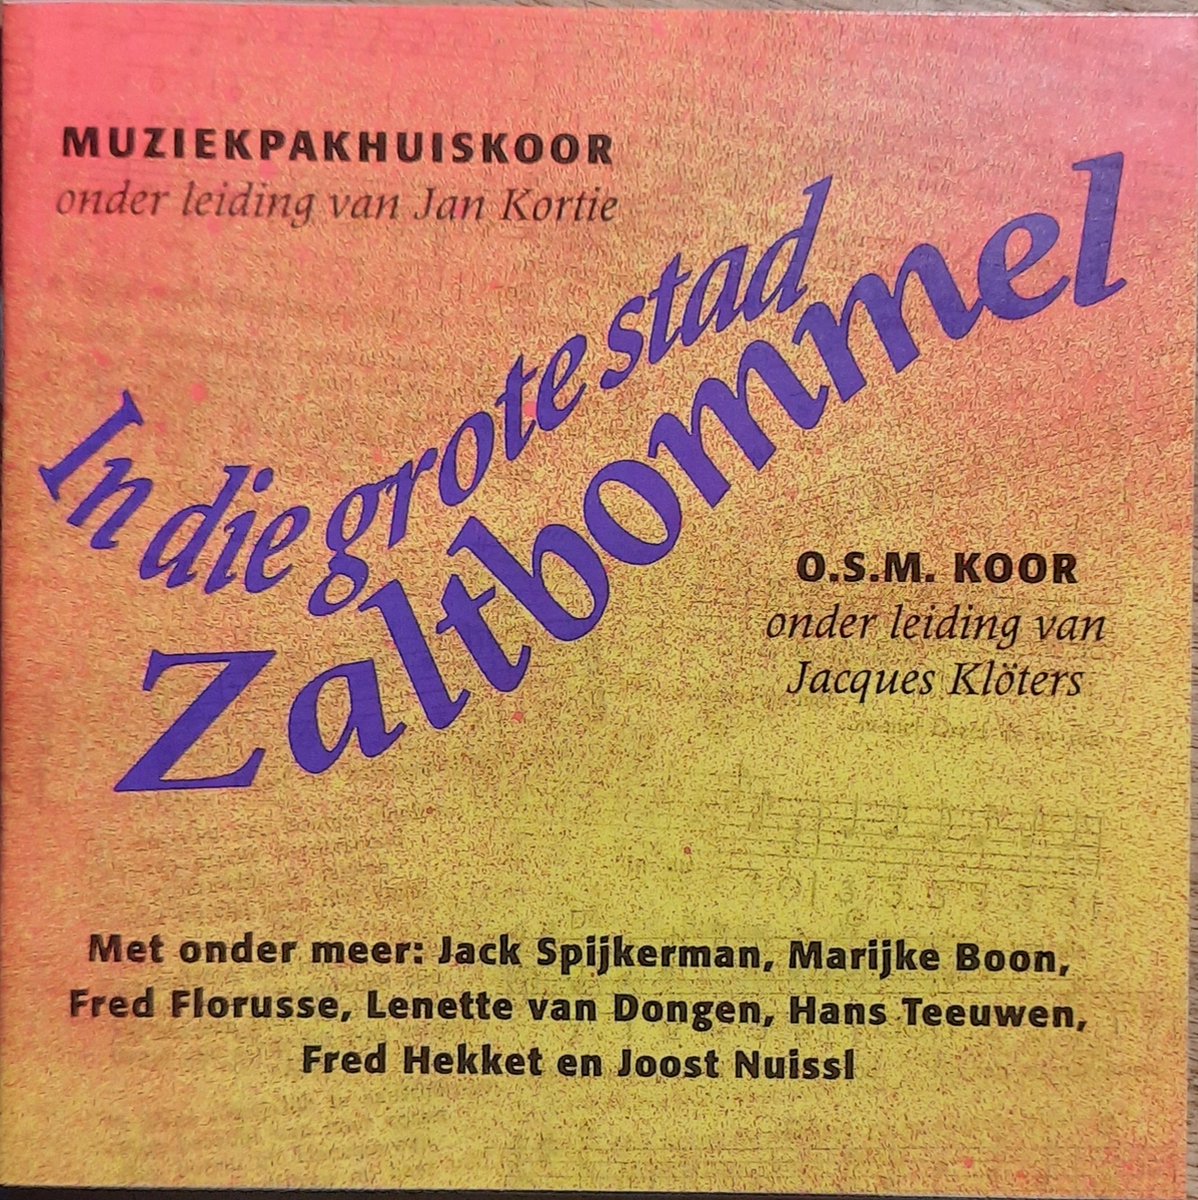 MUZIEKPAKHUISKOOR
onder leiding van Jan Kortie
In die grote stad
Zaltbommel
O.S.M. KOOR
onder leiding van
Jacques Klöters
Met onder meer: Jack Spijkerman, Marijke Boon,
Fred Florusse, Lenette van Dongen, Hans Teeuwen,
Fred Hekket en Joost Nuissl